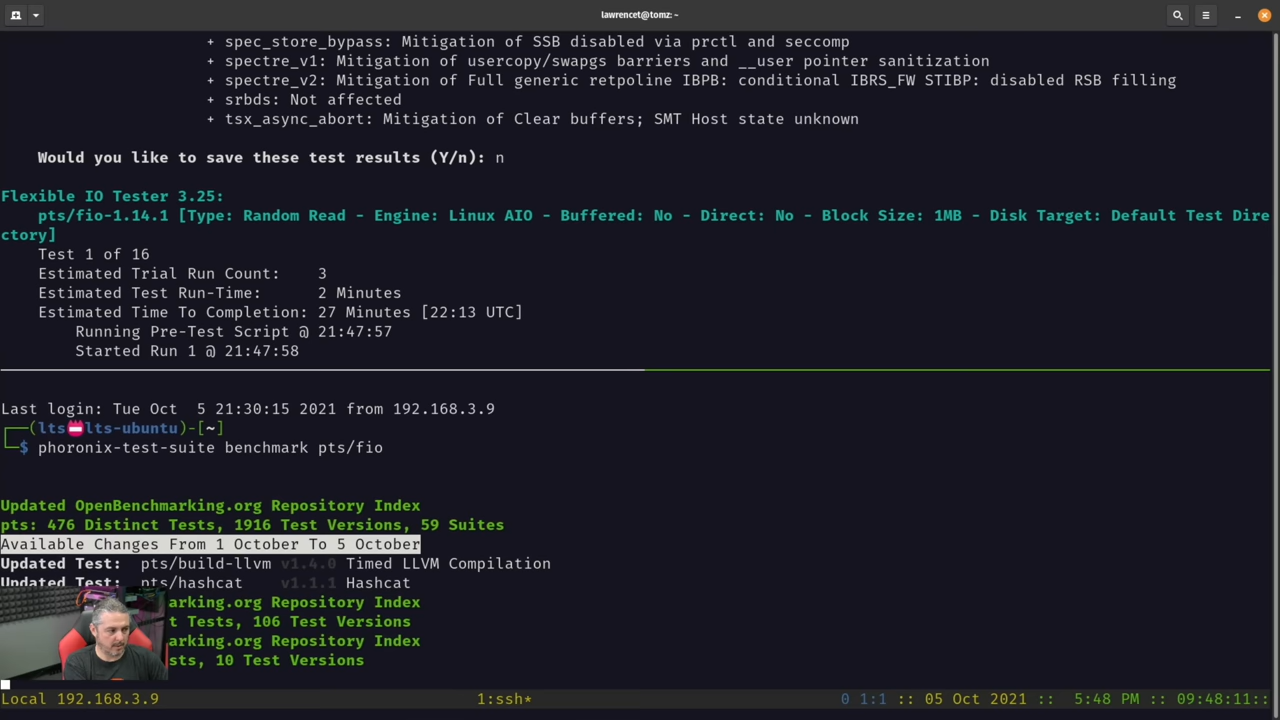 lawrencet@tomz: ~
+ spec_store_bypass: Mitigation of SSB disabled via prctl and seccomp
+ spectre_v1: Mitigation of usercopy/swapgs barriers and __user pointer sanitization
+ spectre_v2: Mitigation of Full generic retpoline IBPB: conditional IBRS_FW STIBP: disabled RSB filling
+ srbds: Not affected
+ tsx_async_abort: Mitigation of Clear buffers; SMT Host state unknown
Would you like to save these test results (Y/n): n
Flexible IO Tester 3.25:
pts/fio-1.14.1 [Type: Random Read - Engine: Linux AIO - Buffered: No - Direct: No - Block Size: 1MB - Disk Target: Default Test Dire
ctory]
Test 1 of 16
Estimated Trial Run Count: 3
Estimated Test Run-Time: 2 Minutes
Estimated Time To Completion: 27 Minutes [22:13 UTC]
Running Pre-Test Script @ 21:47:57
Started Run 1 @ 21:47:58
Last login: Tue Oct  5 21:30:15 2021 from 192.168.3.9
┌──(lts💮lts-ubuntu)-[~]
└─$ phoronix-test-suite benchmark pts/fio
Updated OpenBenchmarking.org Repository Index
pts: 476 Distinct Tests, 1916 Test Versions, 59 Suites
Available Changes From 1 October To 5 October
Updated Test: pts/build-llvm v1.4.0 Timed LLVM Compilation
Updated Test: pts/hashcat v1.1.1 Hashcat
arking.org Repository Index
t Tests, 106 Test Versions
arking.org Repository Index
sts, 10 Test Versions
Local 192.168.3.9 1:ssh* 0 1:1 :: 05 Oct 2021 :: 5:48 PM :: 09:48:11::